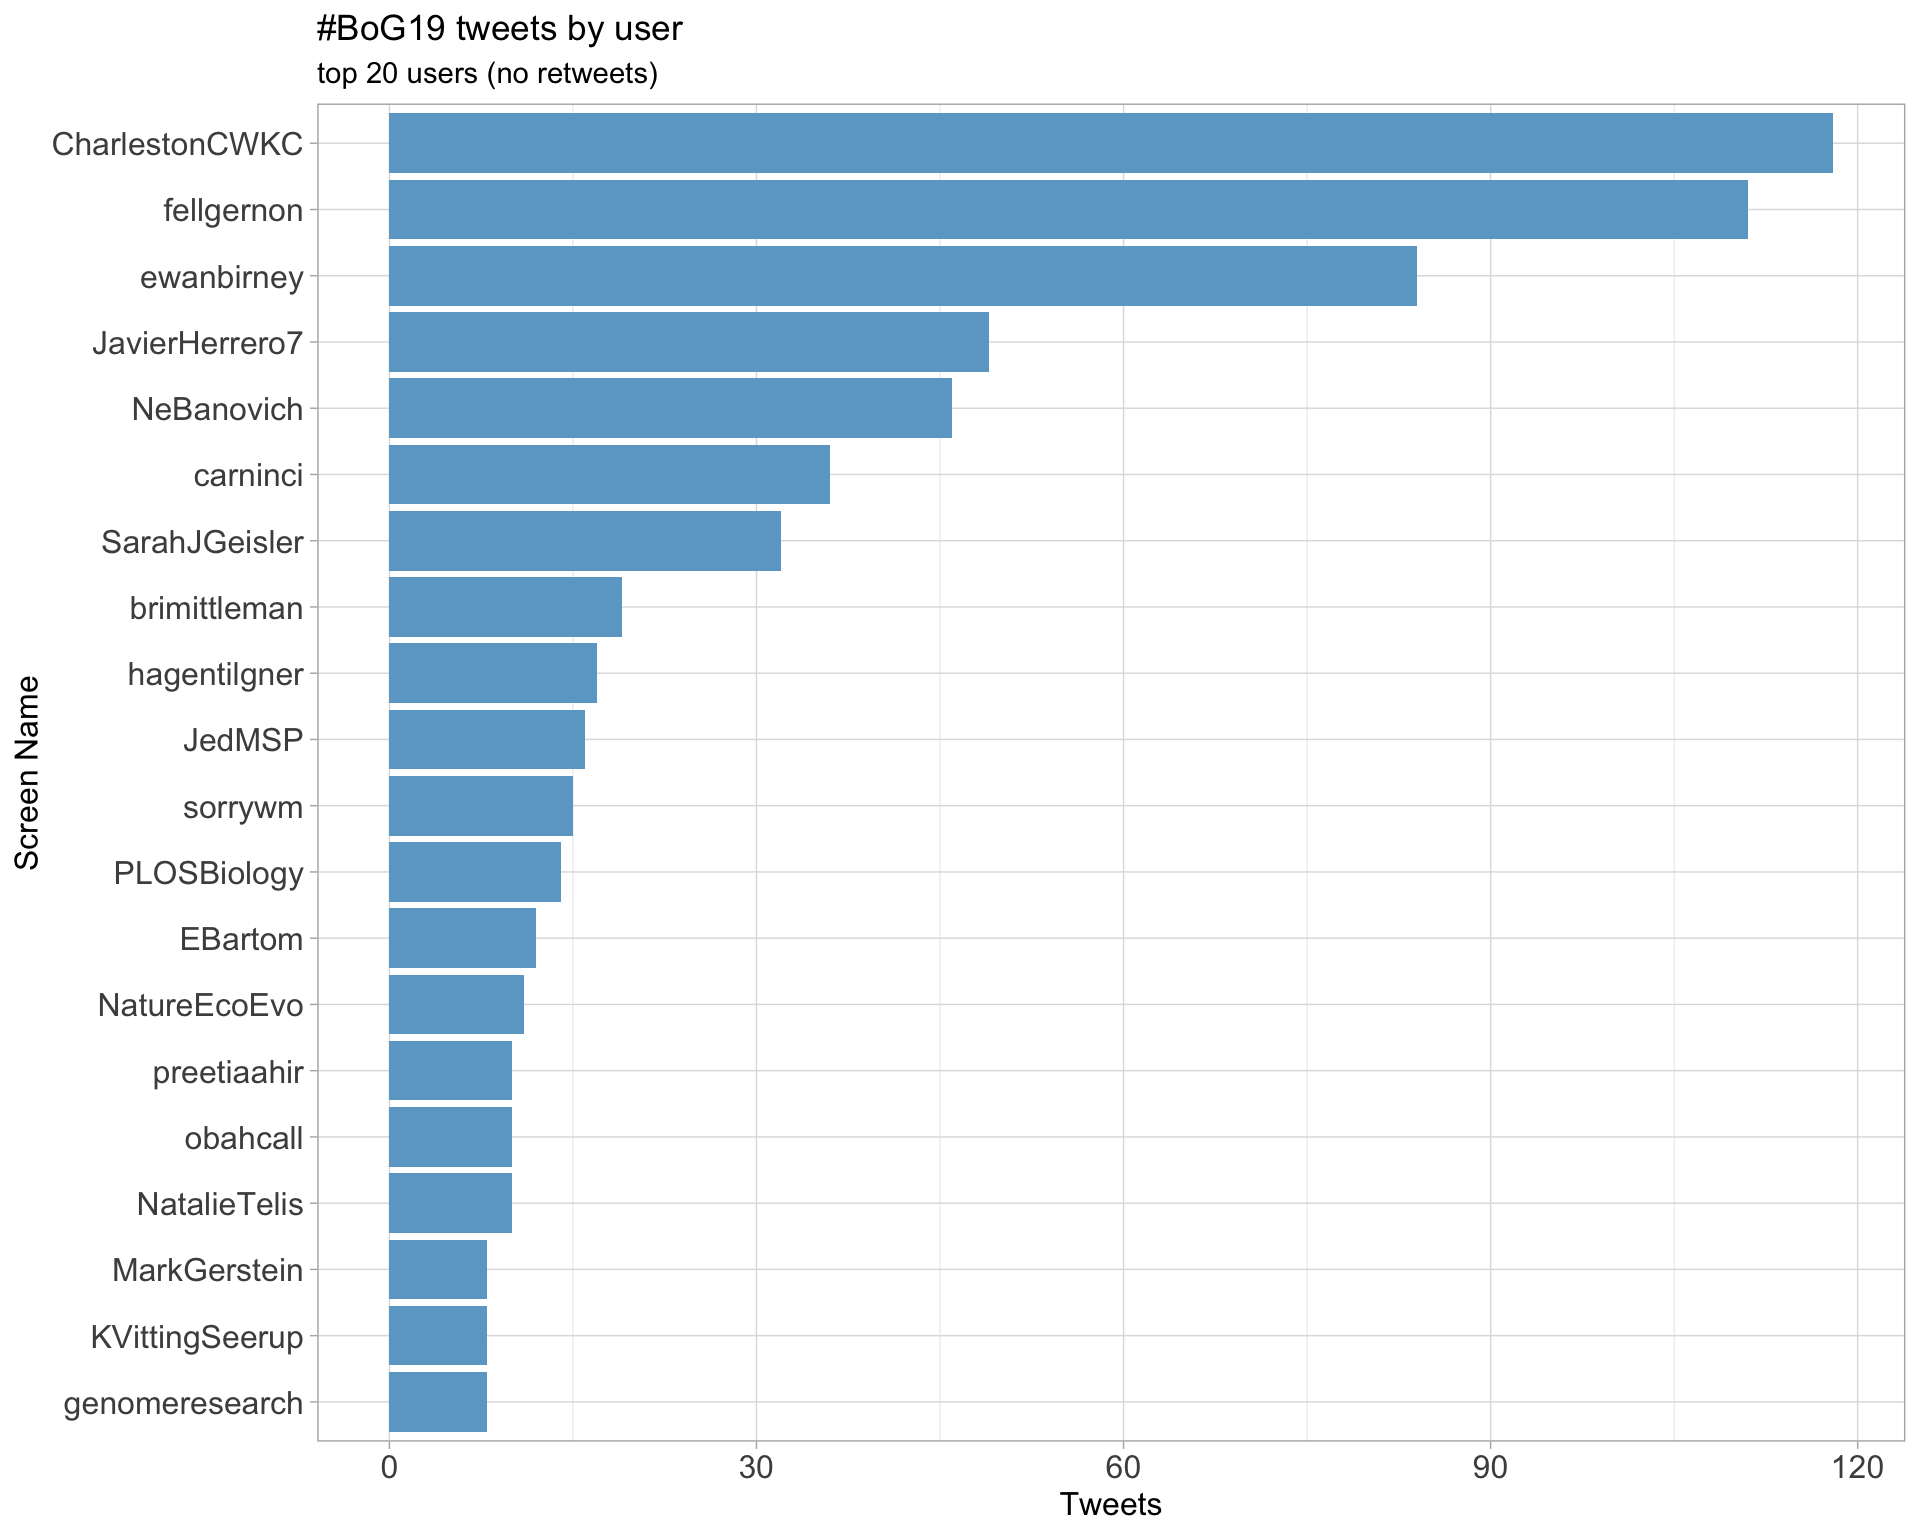 #BoG19 tweets by user
top 20 users (no retweets)
CharlestonCWKC
fellgernon
ewanbirney
JavierHerrero7
NeBanovich
carninci
SarahJGeisler
brimittleman
hagentilgner
JedMSP
sorrywm
PLOSBiology
EBartom
NatureEcoEvo
preetiaahir
obahcall
NatalieTelis
MarkGerstein
KVittingSeerup
genomeresearch
Screen Name
0 30 60 90 120
Tweets